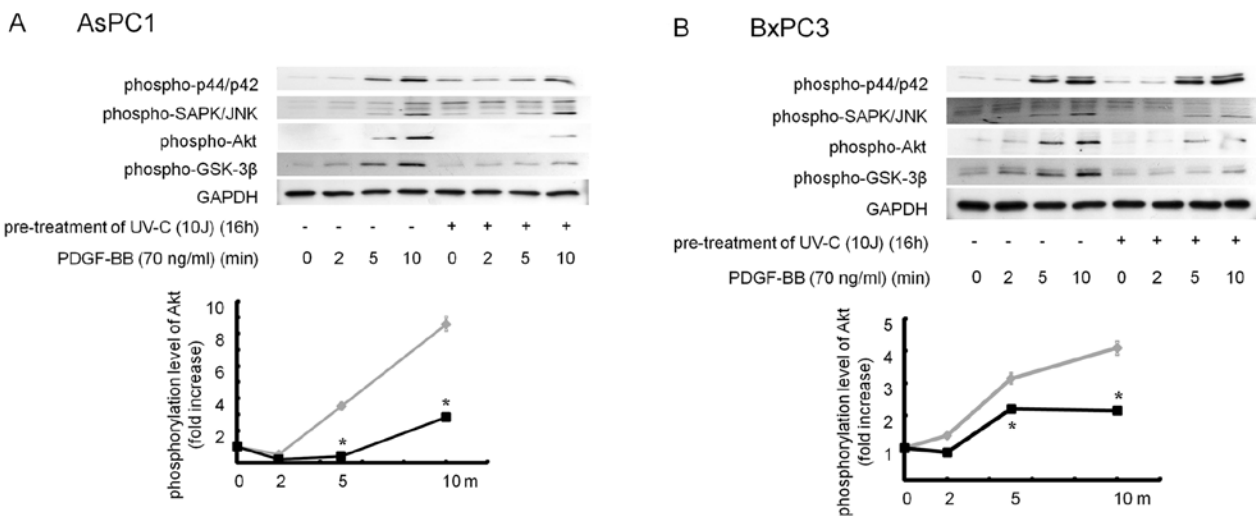 A AsPC1
phospho-p44/p42
phospho-SAPK/JNK
phospho-Akt
phospho-GSK-3β
GAPDH
pre-treatment of UV-C (10J) (16h) - - - - + + + +
PDGF-BB (70 ng/ml) (min) 0 2 5 10 0 2 5 10
phosphorylation level of Akt
(fold increase)
10
8
6
4
2
*
*
0 2 5 10 m
B BxPC3
phospho-p44/p42
phospho-SAPK/JNK
phospho-Akt
phospho-GSK-3β
GAPDH
pre-treatment of UV-C (10J) (16h) - - - - + + + +
PDGF-BB (70 ng/ml) (min) 0 2 5 10 0 2 5 10
phosphorylation level of Akt
(fold increase)
5
4
3
2
1
*
*
0 2 5 10 m